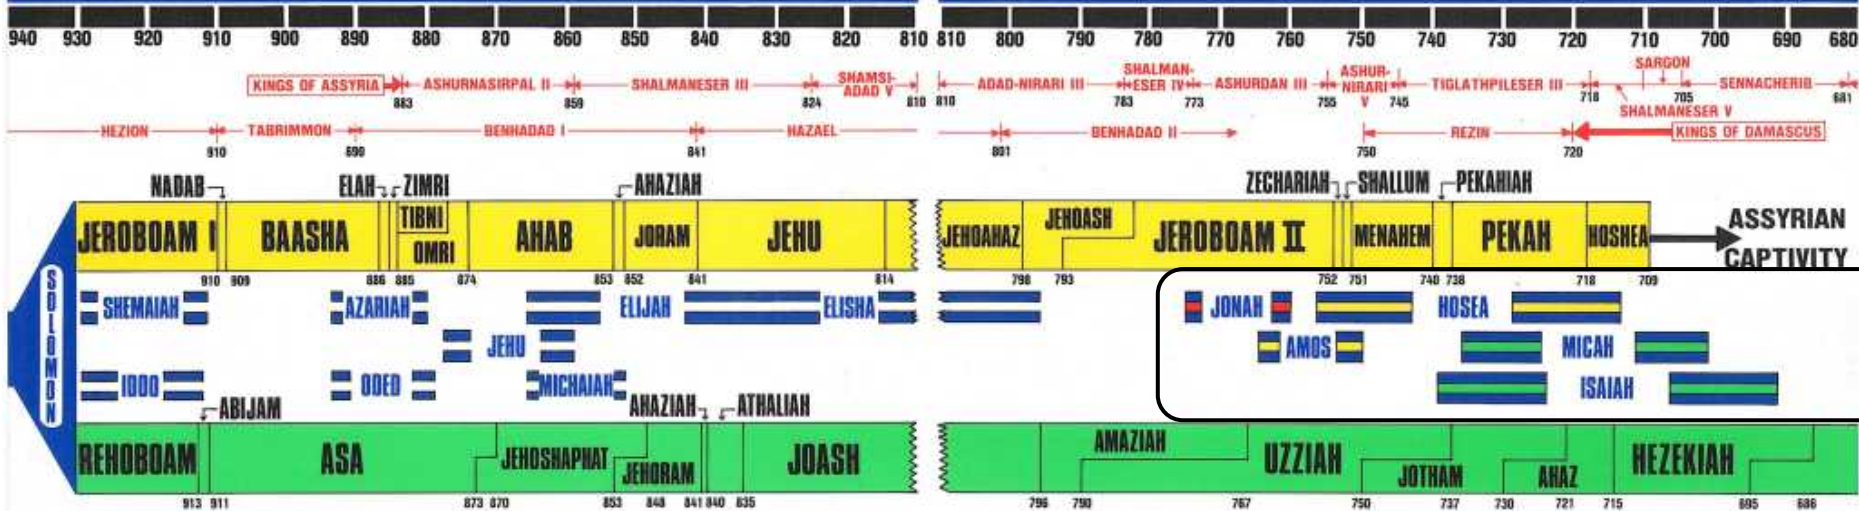 940 930 920 910 900 890 880 870 860 850 840 830 820 810 810 800 790 780 770 760 750 740 730 720 710 700 690 680
SARGON
KINGS OF ASSYRIA ASHURNASIRPAL II SHALMANESER III SHAMSI-ADAD V ADAD-NIRARI III SHALMANESER IV ASHURDAN III ASHUR-NIRARI V TIGLATHPILESER III SENNACHERIB
883 859 824 810 810 783 773 755 745 718 705 681
SHALMANESER V
HEZION TABRIMMON BENHADAD I HAZAEL BENHADAD II REZIN KINGS OF DAMASCUS
910 890 841 801 750 720
NADAB ELAH ZIMRI AHAZIAH ZECHARIAH SHALLUM PEKAHIAH
JEROBOAM I BAASHA TIBNI OMRI AHAB JORAM JEHU JEHOAHAZ JEHOASH JEROBOAM II MENAHEM PEKAH HOSHEA ASSYRIAN CAPTIVITY
910 909 886 885 874 853 852 841 814 798 793 752 751 740 738 718 709
SOLOMON
SHEMAIAH AZARIAH ELIJAH ELISHA JONAH HOSEA
JEHU AMOS MICAH
IDDO ODED MICHAIAH ISAIAH
ABIJAM AHAZIAH ATHALIAH
REHOBOAM ASA JEHOSHAPHAT JEHORAM JOASH AMAZIAH UZZIAH JOTHAM AHAZ HEZEKIAH
913 911 873 870 853 848 841 840 835 796 790 767 750 737 730 721 715 695 686